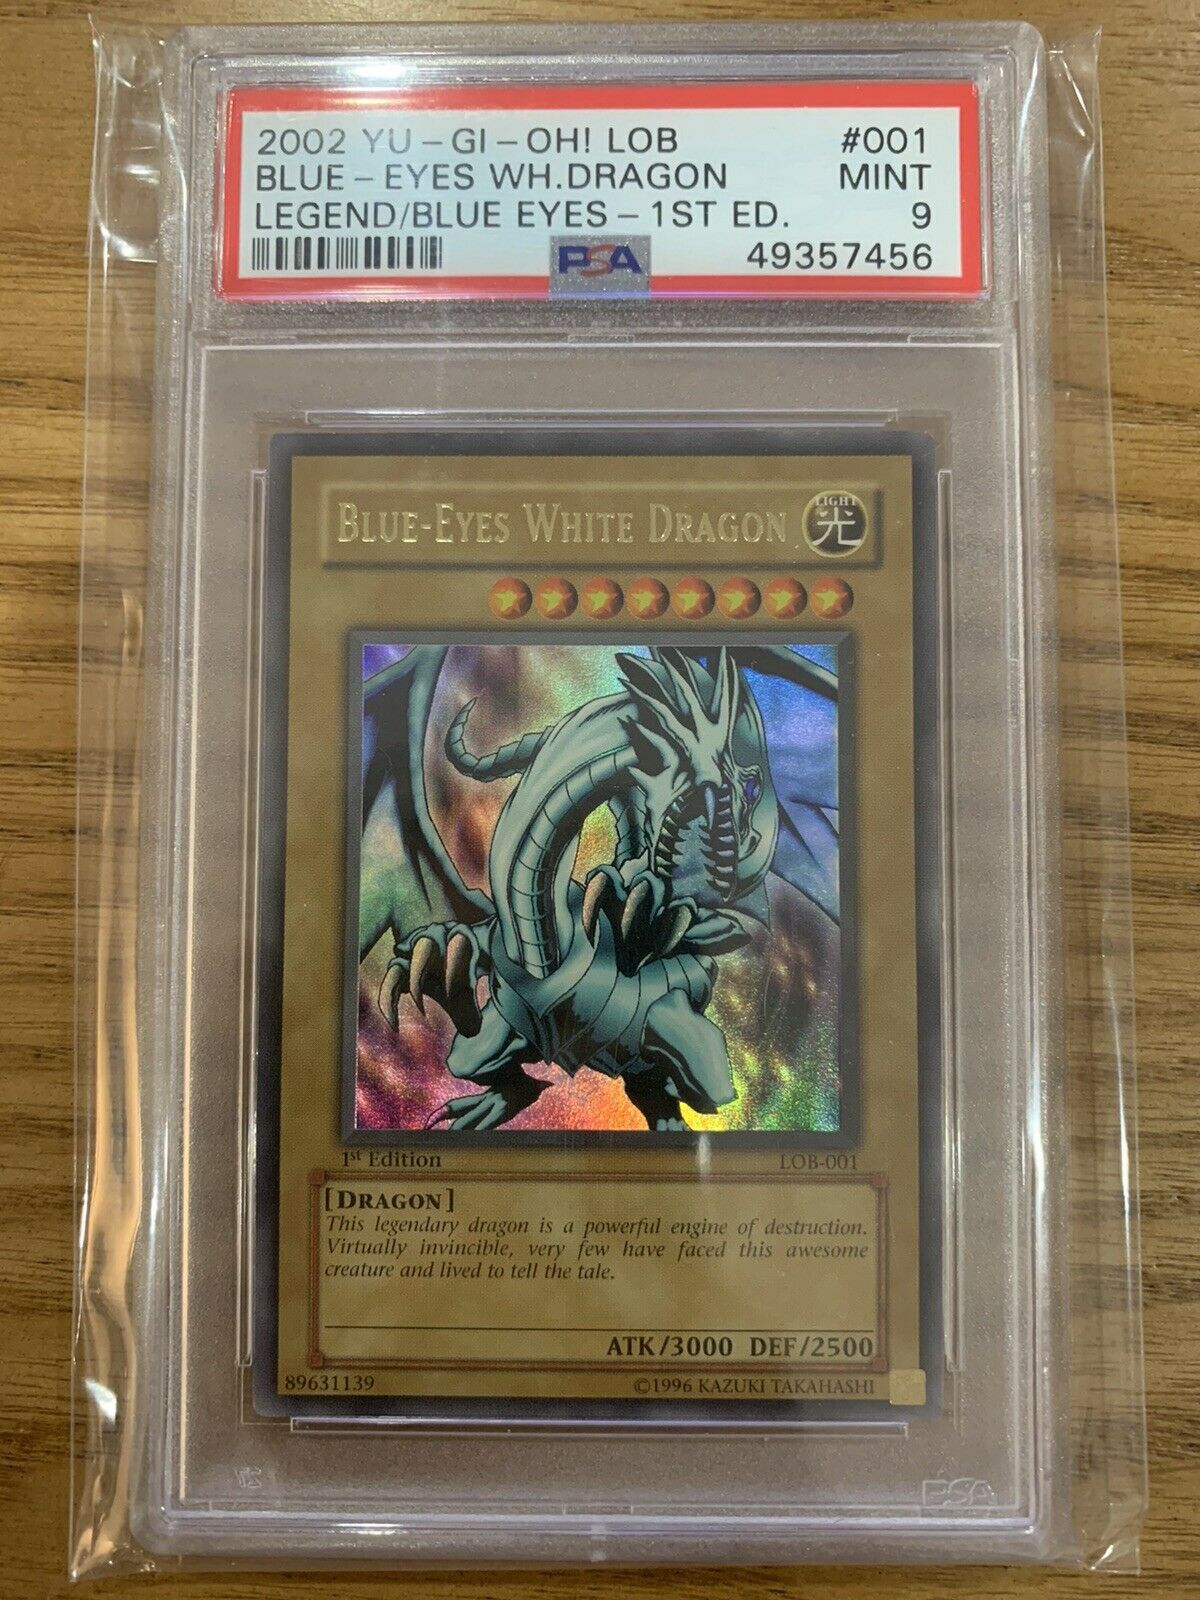 2002 YU-GI-OH! LOB #001
BLUE-EYES WH.DRAGON MINT
LEGEND/BLUE EYES-1ST ED. 9
PSA 49357456
BLUE-EYES WHITE DRAGON
LIGHT
光
1st Edition LOB-001
[DRAGON]
This legendary dragon is a powerful engine of destruction.
Virtually invincible, very few have faced this awesome
creature and lived to tell the tale.
ATK/3000 DEF/2500
89631139 ©1996 KAZUKI TAKAHASHI
PSA